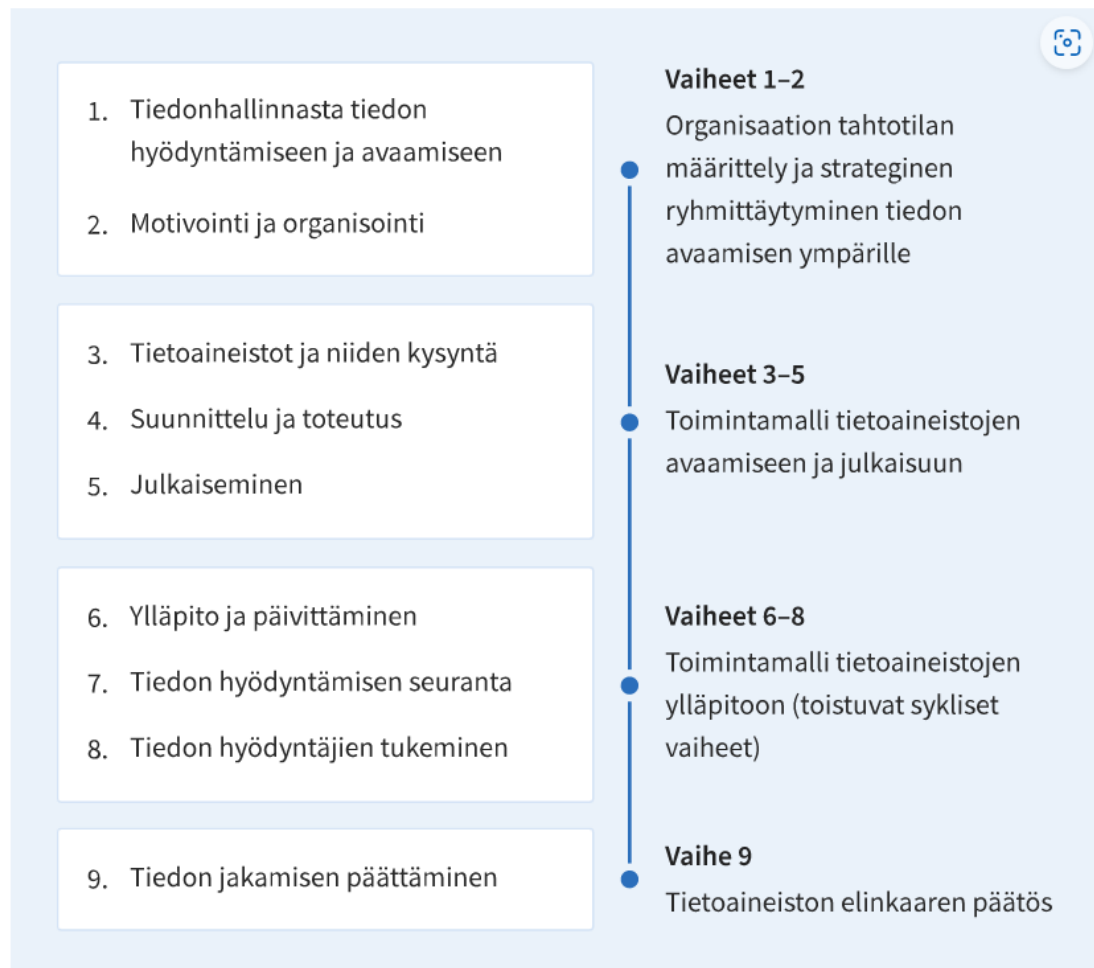 1. Tiedonhallinnasta tiedon
hyödyntämiseen ja avaamiseen
2. Motivointi ja organisointi
Vaiheet 1–2
Organisaation tahtotilan
määrittely ja strateginen
ryhmittäytyminen tiedon
avaamisen ympärille
3. Tietoaineistot ja niiden kysyntä
4. Suunnittelu ja toteutus
5. Julkaiseminen
Vaiheet 3–5
Toimintamalli tietoaineistojen
avaamiseen ja julkaisuun
6. Ylläpito ja päivittäminen
7. Tiedon hyödyntämisen seuranta
8. Tiedon hyödyntäjien tukeminen
Vaiheet 6–8
Toimintamalli tietoaineistojen
ylläpitoon (toistuvat sykliset
vaiheet)
9. Tiedon jakamisen päättäminen
Vaihe 9
Tietoaineiston elinkaaren päätös